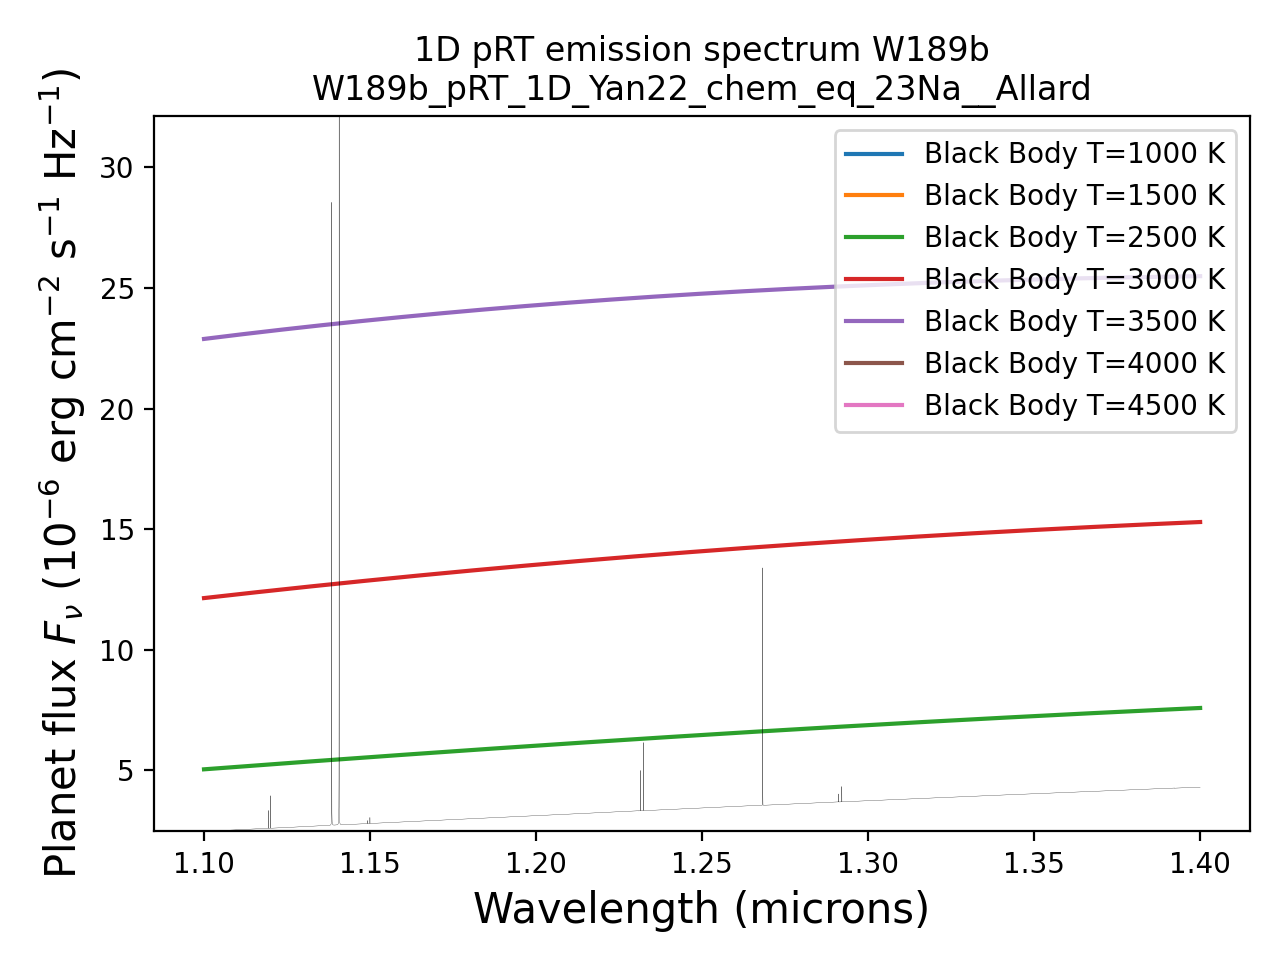 1D pRT emission spectrum W189b
W189b_pRT_1D_Yan22_chem_eq_23Na__Allard
Planet flux $F_\nu$ (10$^{-6}$ erg cm$^{-2}$ s$^{-1}$ Hz$^{-1}$)
30
25
20
15
10
5
Black Body T=1000 K
Black Body T=1500 K
Black Body T=2500 K
Black Body T=3000 K
Black Body T=3500 K
Black Body T=4000 K
Black Body T=4500 K
1.10 1.15 1.20 1.25 1.30 1.35 1.40
Wavelength (microns)